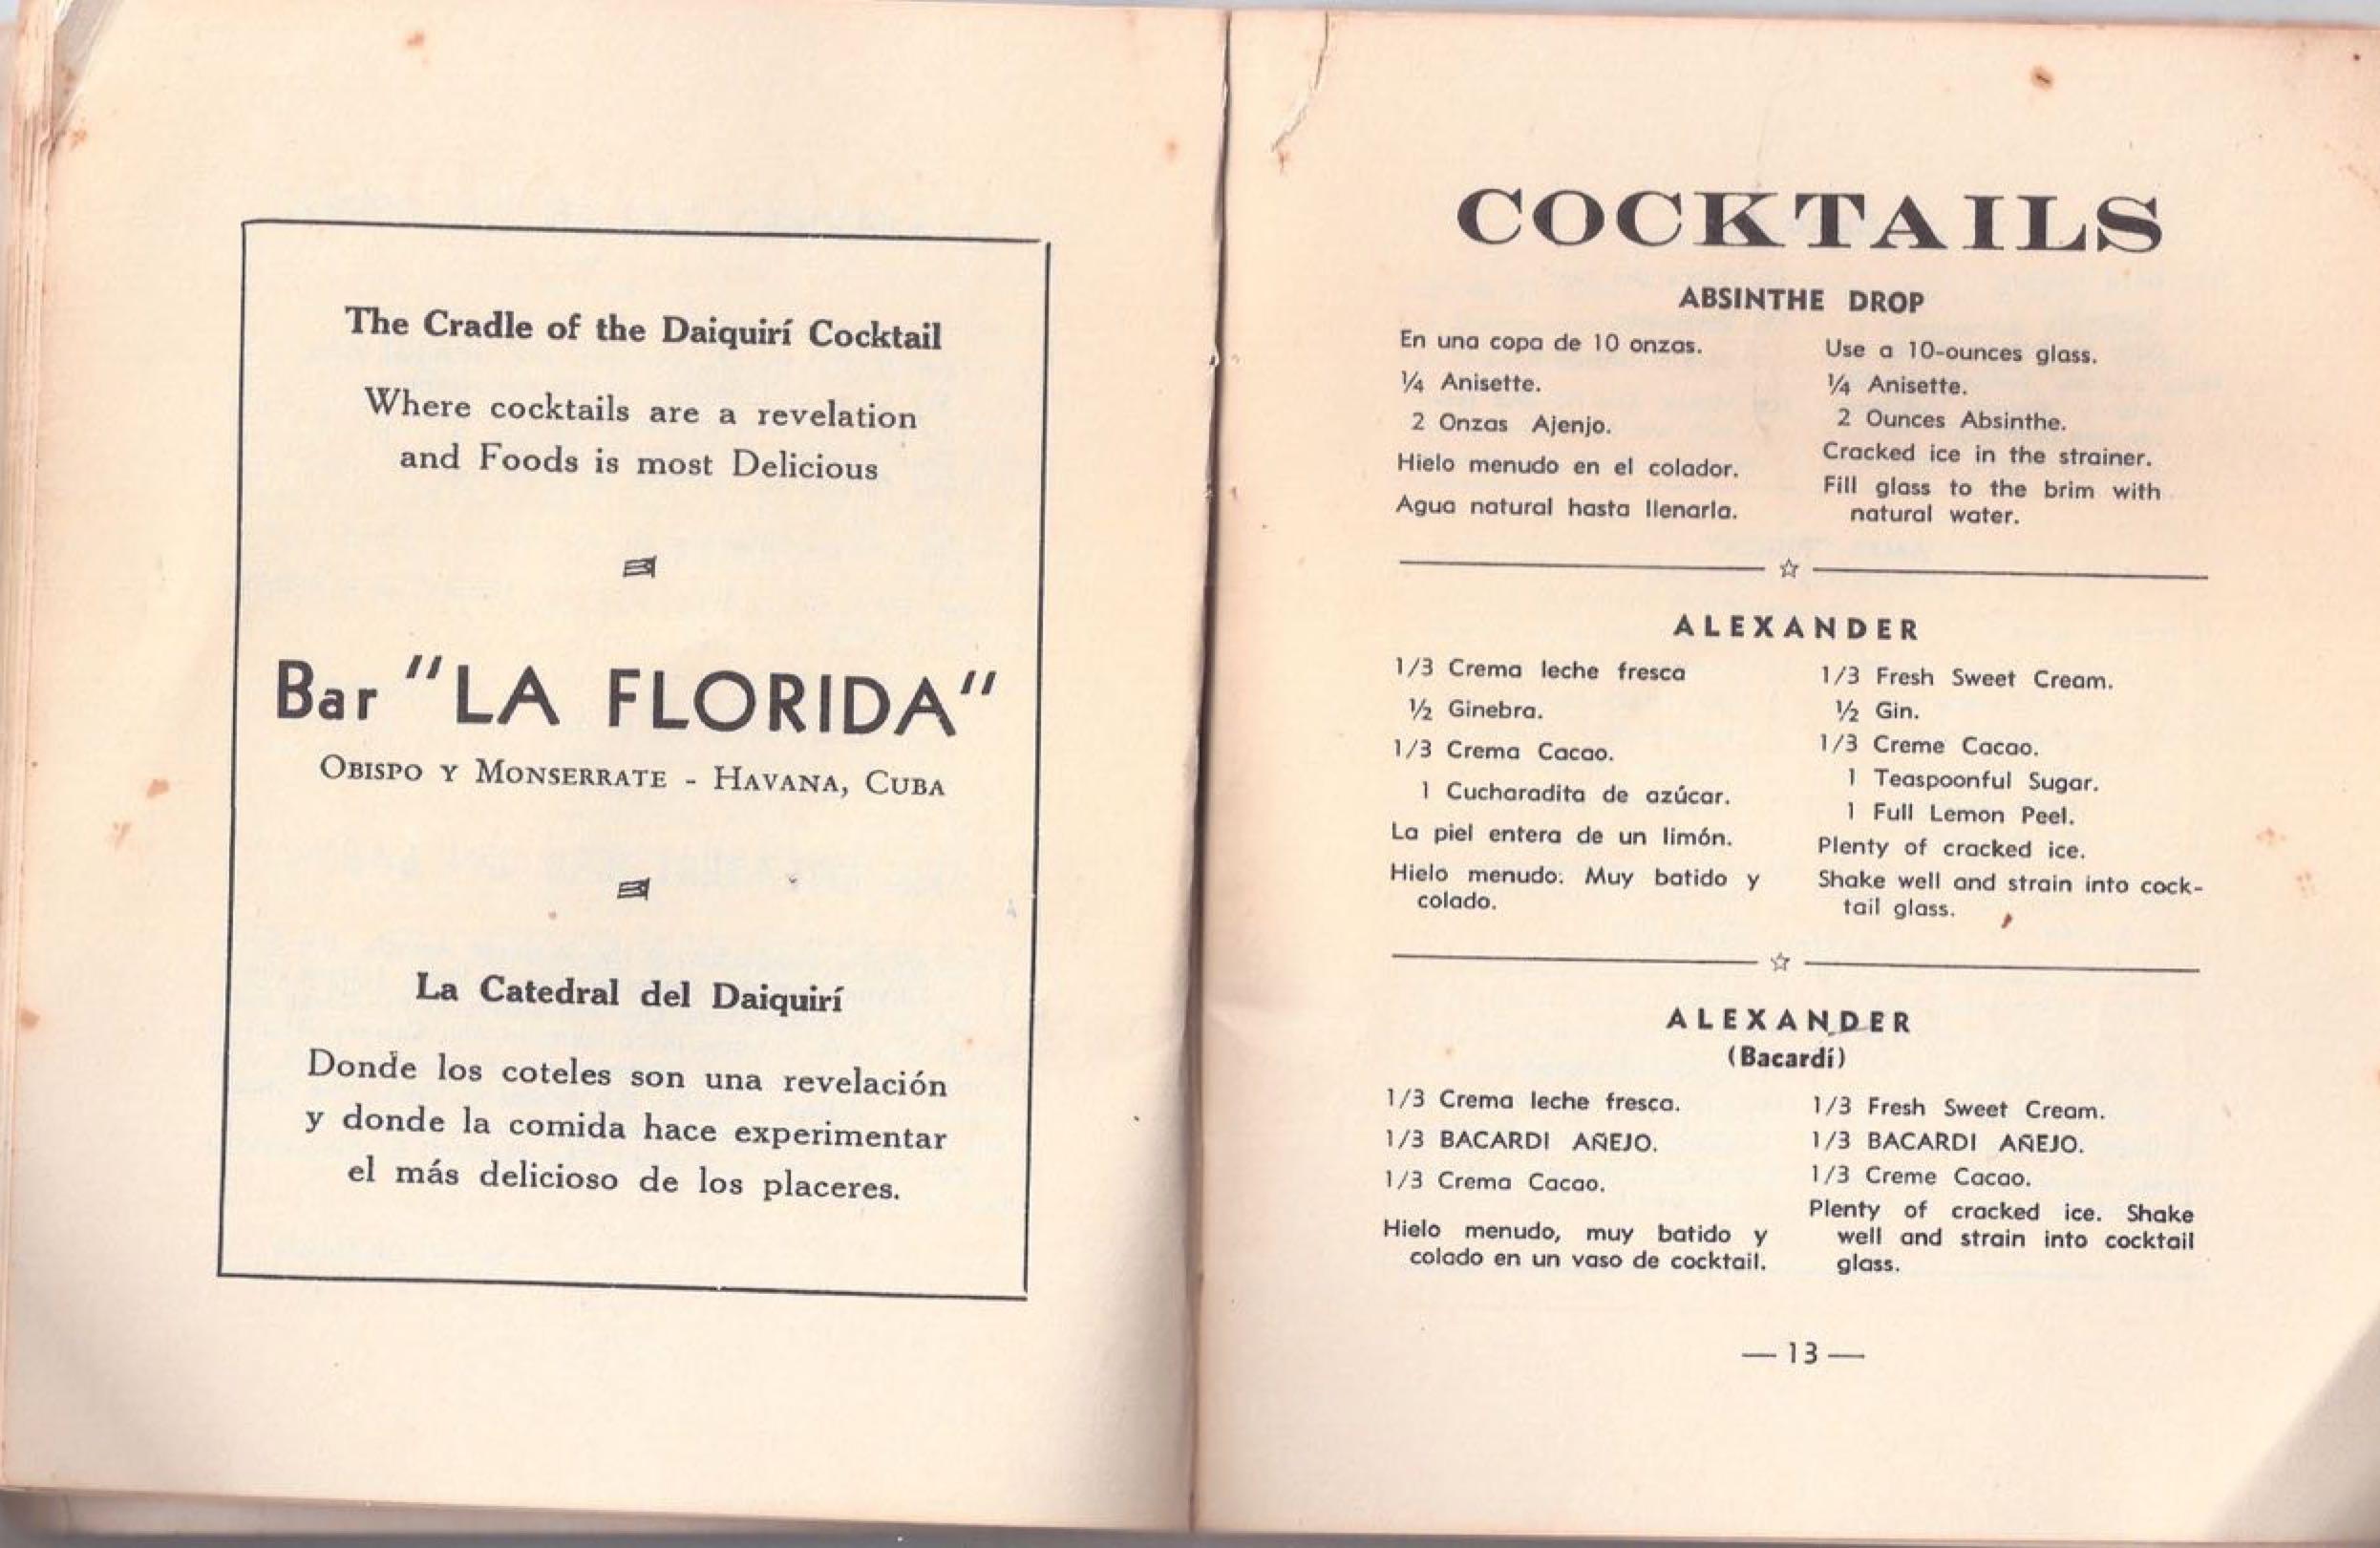 The Cradle of the Daiquirí Cocktail
Where cocktails are a revelation
and Foods is most Delicious
Bar "LA FLORIDA"
OBISPO Y MONSERRATE - HAVANA, CUBA
La Catedral del Daiquirí
Donde los coteles son una revelación
y donde la comida hace experimentar
el más delicioso de los placeres.
COCKTAILS
ABSINTHE DROP
En una copa de 10 onzas.
¼ Anisette.
2 Onzas Ajenjo.
Hielo menudo en el colador.
Agua natural hasta llenarla.
Use a 10-ounces glass.
¼ Anisette.
2 Ounces Absinthe.
Cracked ice in the strainer.
Fill glass to the brim with
natural water.
ALEXANDER
1/3 Crema leche fresca
½ Ginebra.
1/3 Crema Cacao.
1 Cucharadita de azúcar.
La piel entera de un limón.
Hielo menudo. Muy batido y
colado.
1/3 Fresh Sweet Cream.
½ Gin.
1/3 Creme Cacao.
1 Teaspoonful Sugar.
1 Full Lemon Peel.
Plenty of cracked ice.
Shake well and strain into cock-
tail glass.
ALEXANDER
(Bacardí)
1/3 Crema leche fresca.
1/3 BACARDI AÑEJO.
1/3 Crema Cacao.
Hielo menudo, muy batido y
colado en un vaso de cocktail.
1/3 Fresh Sweet Cream.
1/3 BACARDI AÑEJO.
1/3 Creme Cacao.
Plenty of cracked ice. Shake
well and strain into cocktail
glass.
— 13 —